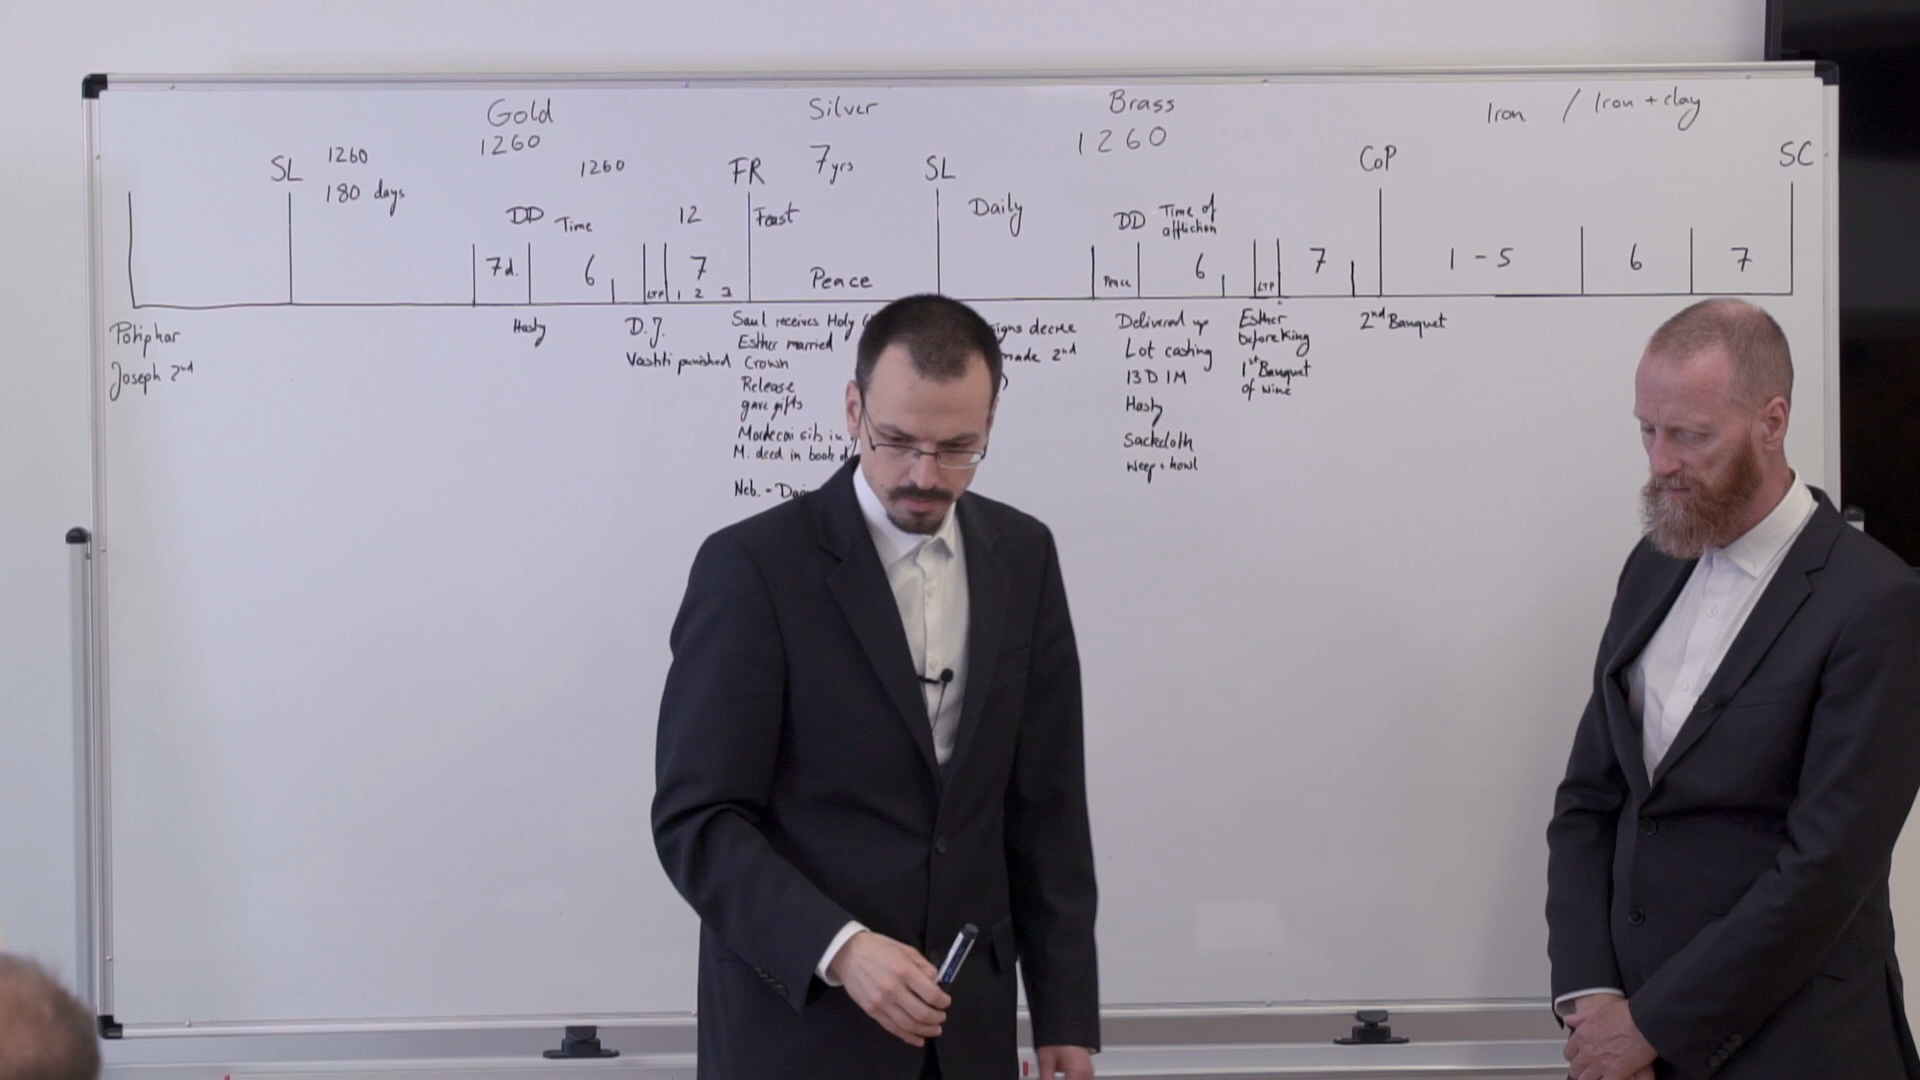 Gold Silver Brass Iron / Iron + clay
1260 1260
SL 1260 1260 FR 7yrs SL CoP SC
180 days
DD Time 12 Feast Daily DD Time of affliction
7d. 6 LTP 7 Peace Peace 6 LTP 7 1 - 5 6 7
1 2 3
Potiphar
Joseph 2nd
Hasty
D.J.
Vashti punished
Saul receives Holy
Esther married
Crown
Release
gave gifts
Mordecai sits in
M. deed in book of
Neb. -
signs decree
made 2nd
Delivered up
Lot casting
13D 1M
Hasty
Sackcloth
weep + howl
Esther
before King
1st Banquet
of wine
2nd Banquet